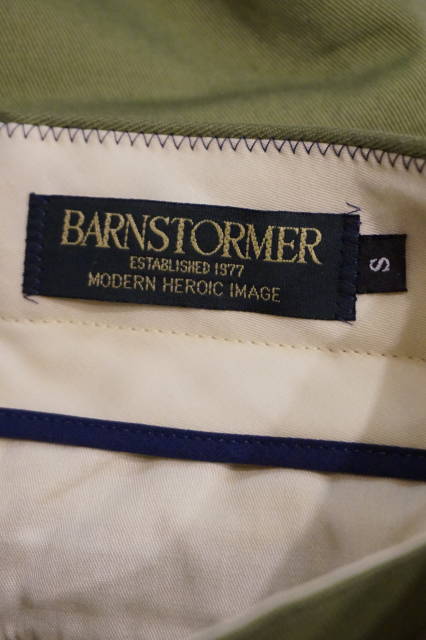 BARNSTORMER
ESTABLISHED 1977
MODERN HEROIC IMAGE
S